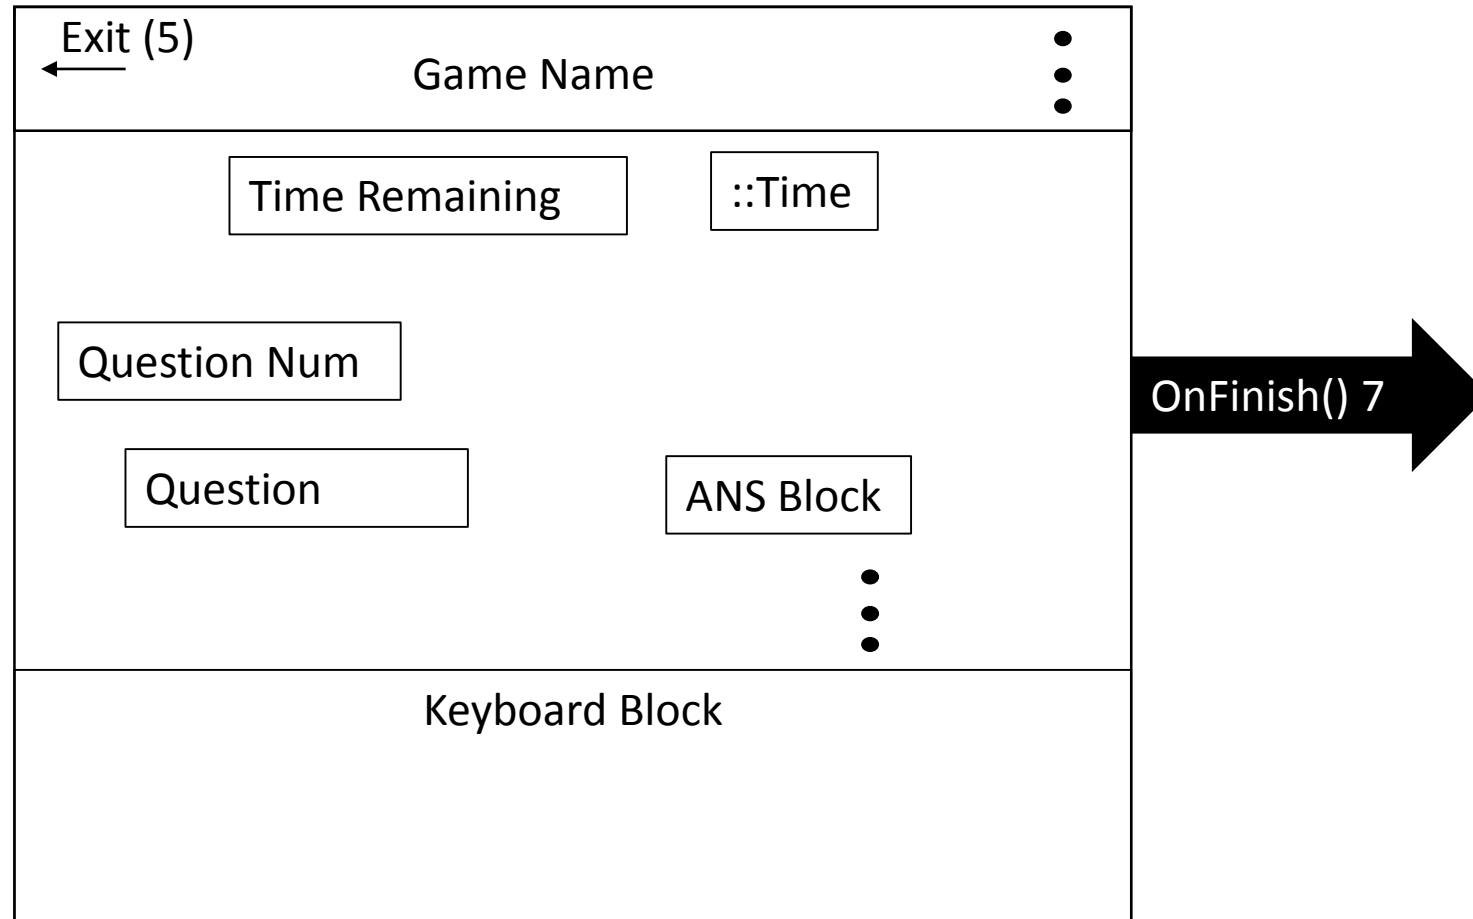 Exit (5)
Game Name
Time Remaining
::Time
Question Num
OnFinish() 7
Question
ANS Block
Keyboard Block